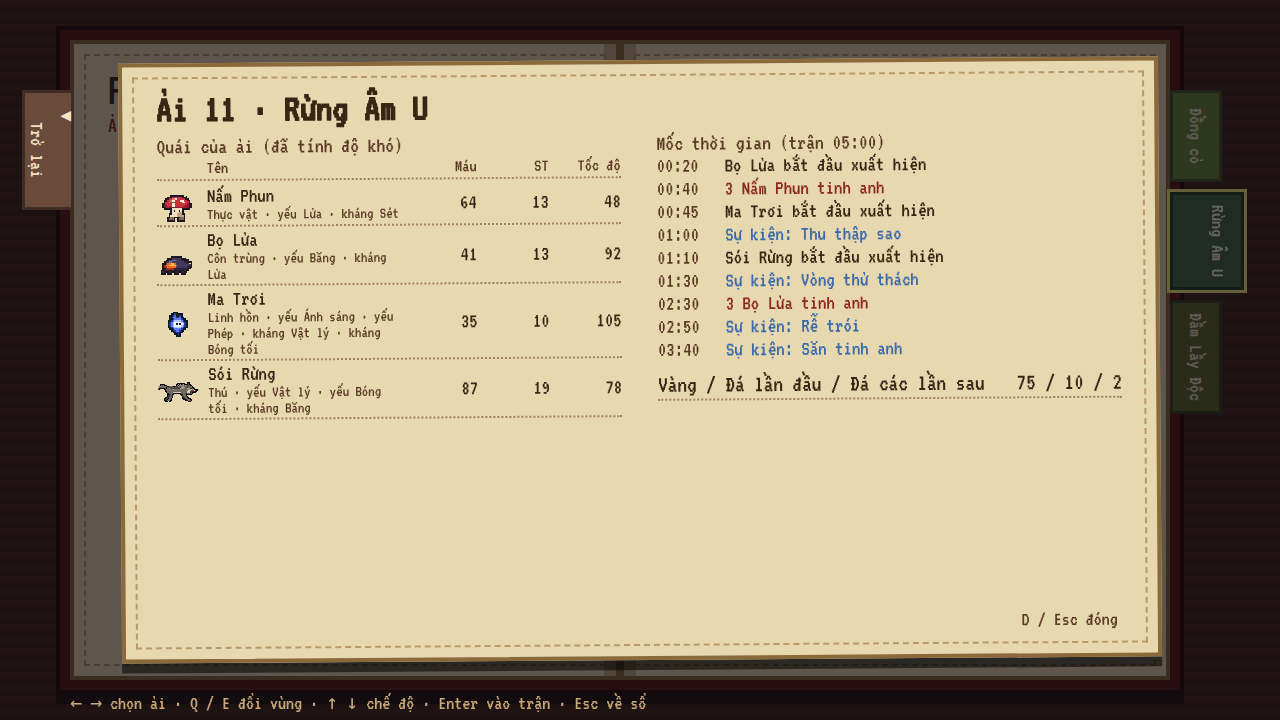 Trở lại
Ải 11 · Rừng Âm U
Quái của ải (đã tính độ khó)
Tên Máu ST Tốc độ
Nấm Phun 64 13 48
Thực vật · yếu Lửa · kháng Sét
Bọ Lửa 41 13 92
Côn trùng · yếu Băng · kháng
Lửa
Ma Trơi 35 10 105
Linh hồn · yếu Ánh sáng · yếu
Phép · kháng Vật lý · kháng
Bóng tối
Sói Rừng 87 19 78
Thú · yếu Vật lý · yếu Bóng
tối · kháng Băng
Mốc thời gian (trận 05:00)
00:20 Bọ Lửa bắt đầu xuất hiện
00:40 3 Nấm Phun tinh anh
00:45 Ma Trơi bắt đầu xuất hiện
01:00 Sự kiện: Thu thập sao
01:10 Sói Rừng bắt đầu xuất hiện
01:30 Sự kiện: Vòng thử thách
02:30 3 Bọ Lửa tinh anh
02:50 Sự kiện: Rễ trói
03:40 Sự kiện: Săn tinh anh
Vàng / Đá lần đầu / Đá các lần sau 75 / 10 / 2
D / Esc đóng
Đồng cỏ
Rừng Âm U
Đầm Lầy Độc
← → chọn ải · Q / E đổi vùng · ↑ ↓ chế độ · Enter vào trận · Esc về sổ